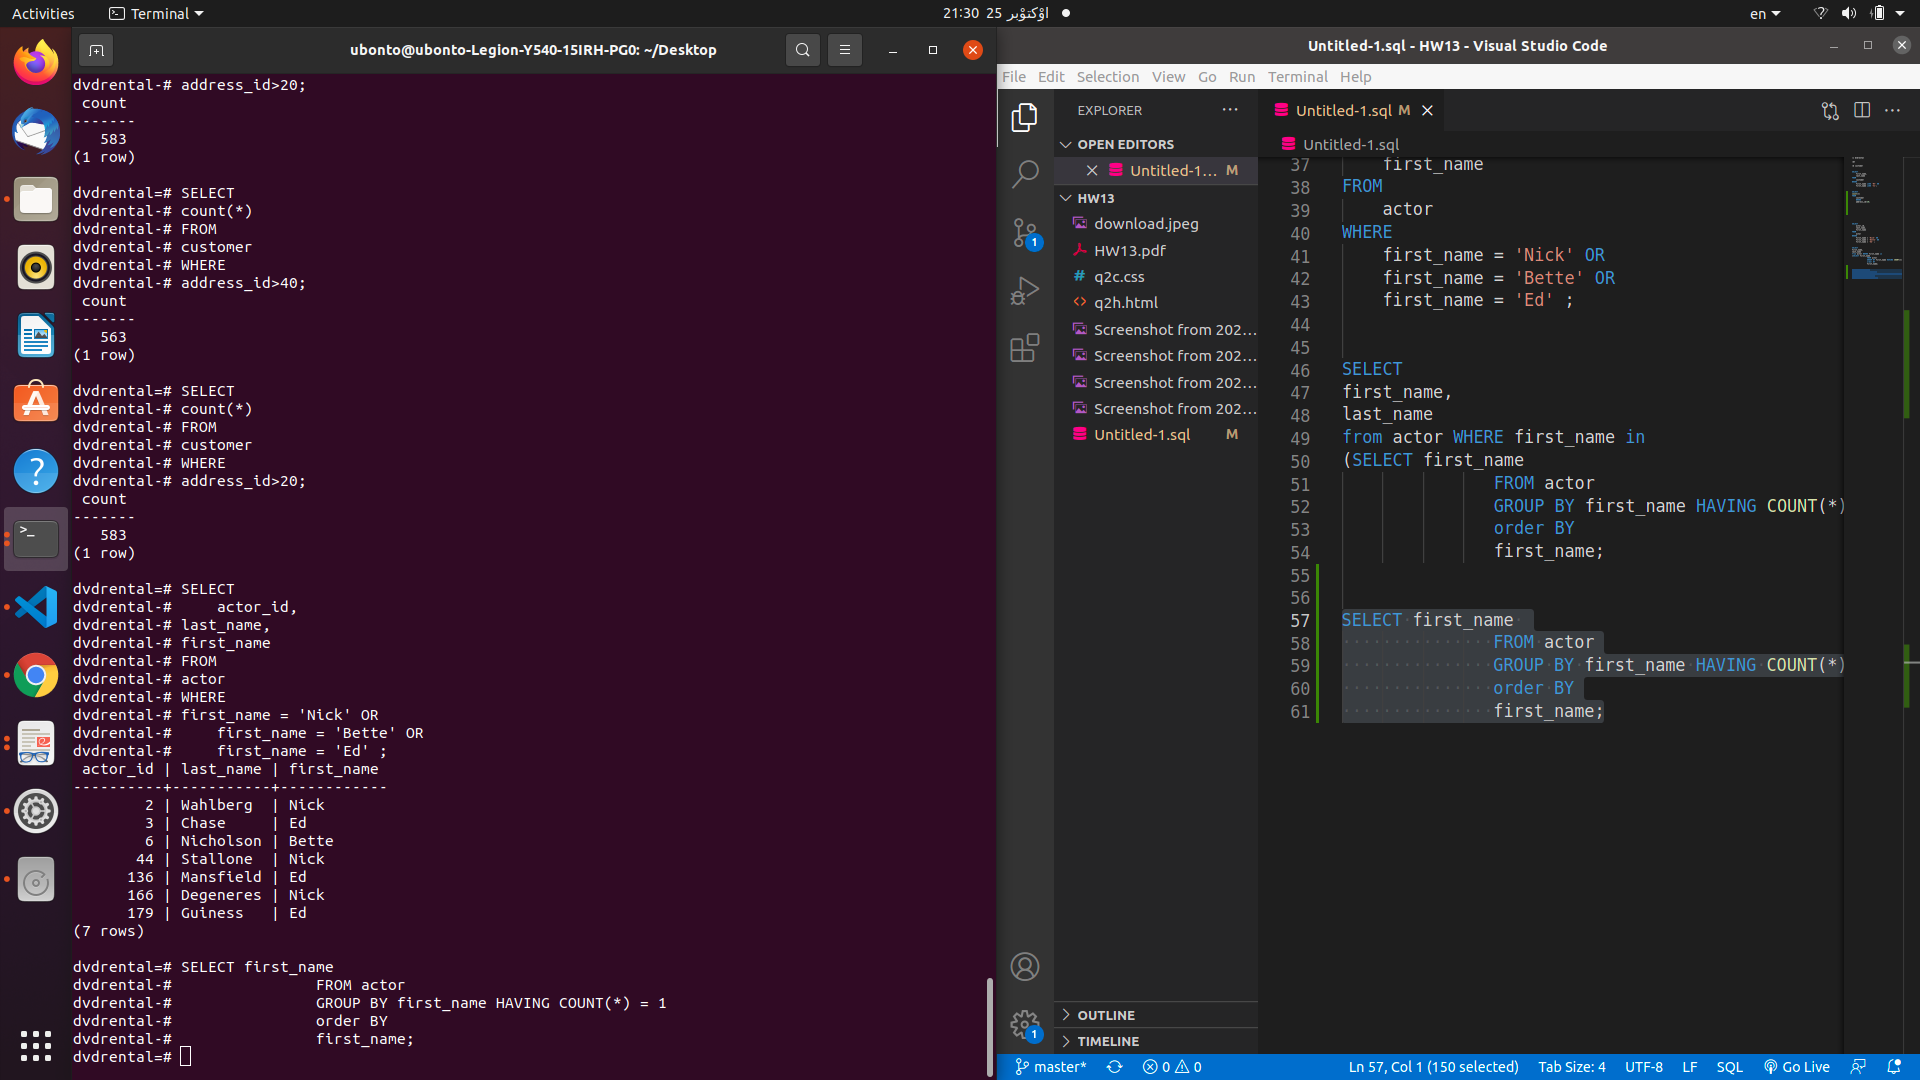 Activities
Terminal
21:30 25 اؤكتؤبر
en
ubonto@ubonto-Legion-Y540-15IRH-PG0: ~/Desktop
dvdrental-# address_id>20;
count
-------
583
(1 row)
dvdrental=# SELECT
dvdrental-# count(*)
dvdrental-# FROM
dvdrental-# customer
dvdrental-# WHERE
dvdrental-# address_id>40;
count
-------
563
(1 row)
dvdrental=# SELECT
dvdrental-# count(*)
dvdrental-# FROM
dvdrental-# customer
dvdrental-# WHERE
dvdrental-# address_id>20;
count
-------
583
(1 row)
dvdrental=# SELECT
dvdrental-#     actor_id,
dvdrental-# last_name,
dvdrental-# first_name
dvdrental-# FROM
dvdrental-# actor
dvdrental-# WHERE
dvdrental-# first_name = 'Nick' OR
dvdrental-#     first_name = 'Bette' OR
dvdrental-#     first_name = 'Ed' ;
actor_id | last_name | first_name
----------+-----------+------------
2 | Wahlberg  | Nick
3 | Chase     | Ed
6 | Nicholson | Bette
44 | Stallone  | Nick
136 | Mansfield | Ed
166 | Degeneres | Nick
179 | Guiness   | Ed
(7 rows)
dvdrental=# SELECT first_name
dvdrental-#                FROM actor
dvdrental-#                GROUP BY first_name HAVING COUNT(*) = 1
dvdrental-#                order BY
dvdrental-#                first_name;
dvdrental=#
Untitled-1.sql - HW13 - Visual Studio Code
File Edit Selection View Go Run Terminal Help
EXPLORER
OPEN EDITORS
Untitled-1... M
HW13
download.jpeg
HW13.pdf
q2c.css
q2h.html
Screenshot from 202...
Screenshot from 202...
Screenshot from 202...
Screenshot from 202...
Untitled-1.sql M
OUTLINE
TIMELINE
Untitled-1.sql M
Untitled-1.sql
37 first_name
38 FROM
39 actor
40 WHERE
41 first_name = 'Nick' OR
42 first_name = 'Bette' OR
43 first_name = 'Ed' ;
44
45
46 SELECT
47 first_name,
48 last_name
49 from actor WHERE first_name in
50 (SELECT first_name
51 FROM actor
52 GROUP BY first_name HAVING COUNT(*)
53 order BY
54 first_name;
55
56
57 SELECT first_name
58 FROM actor
59 GROUP BY first_name HAVING COUNT(*)
60 order BY
61 first_name;
1
1
master* 0 0 Ln 57, Col 1 (150 selected) Tab Size: 4 UTF-8 LF SQL Go Live